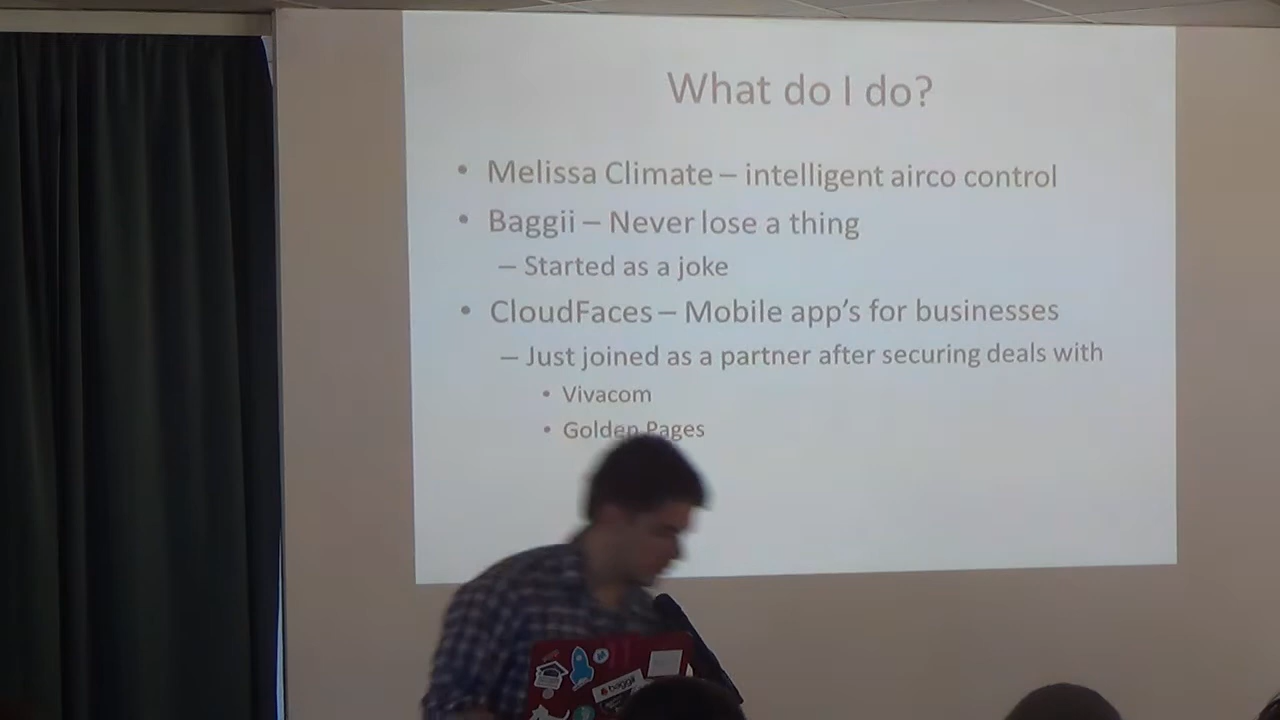 What do I do?
• Melissa Climate – intelligent airco control
• Baggii – Never lose a thing
– Started as a joke
• CloudFaces – Mobile app's for businesses
– Just joined as a partner after securing deals with
• Vivacom
• Golden Pages
baggii